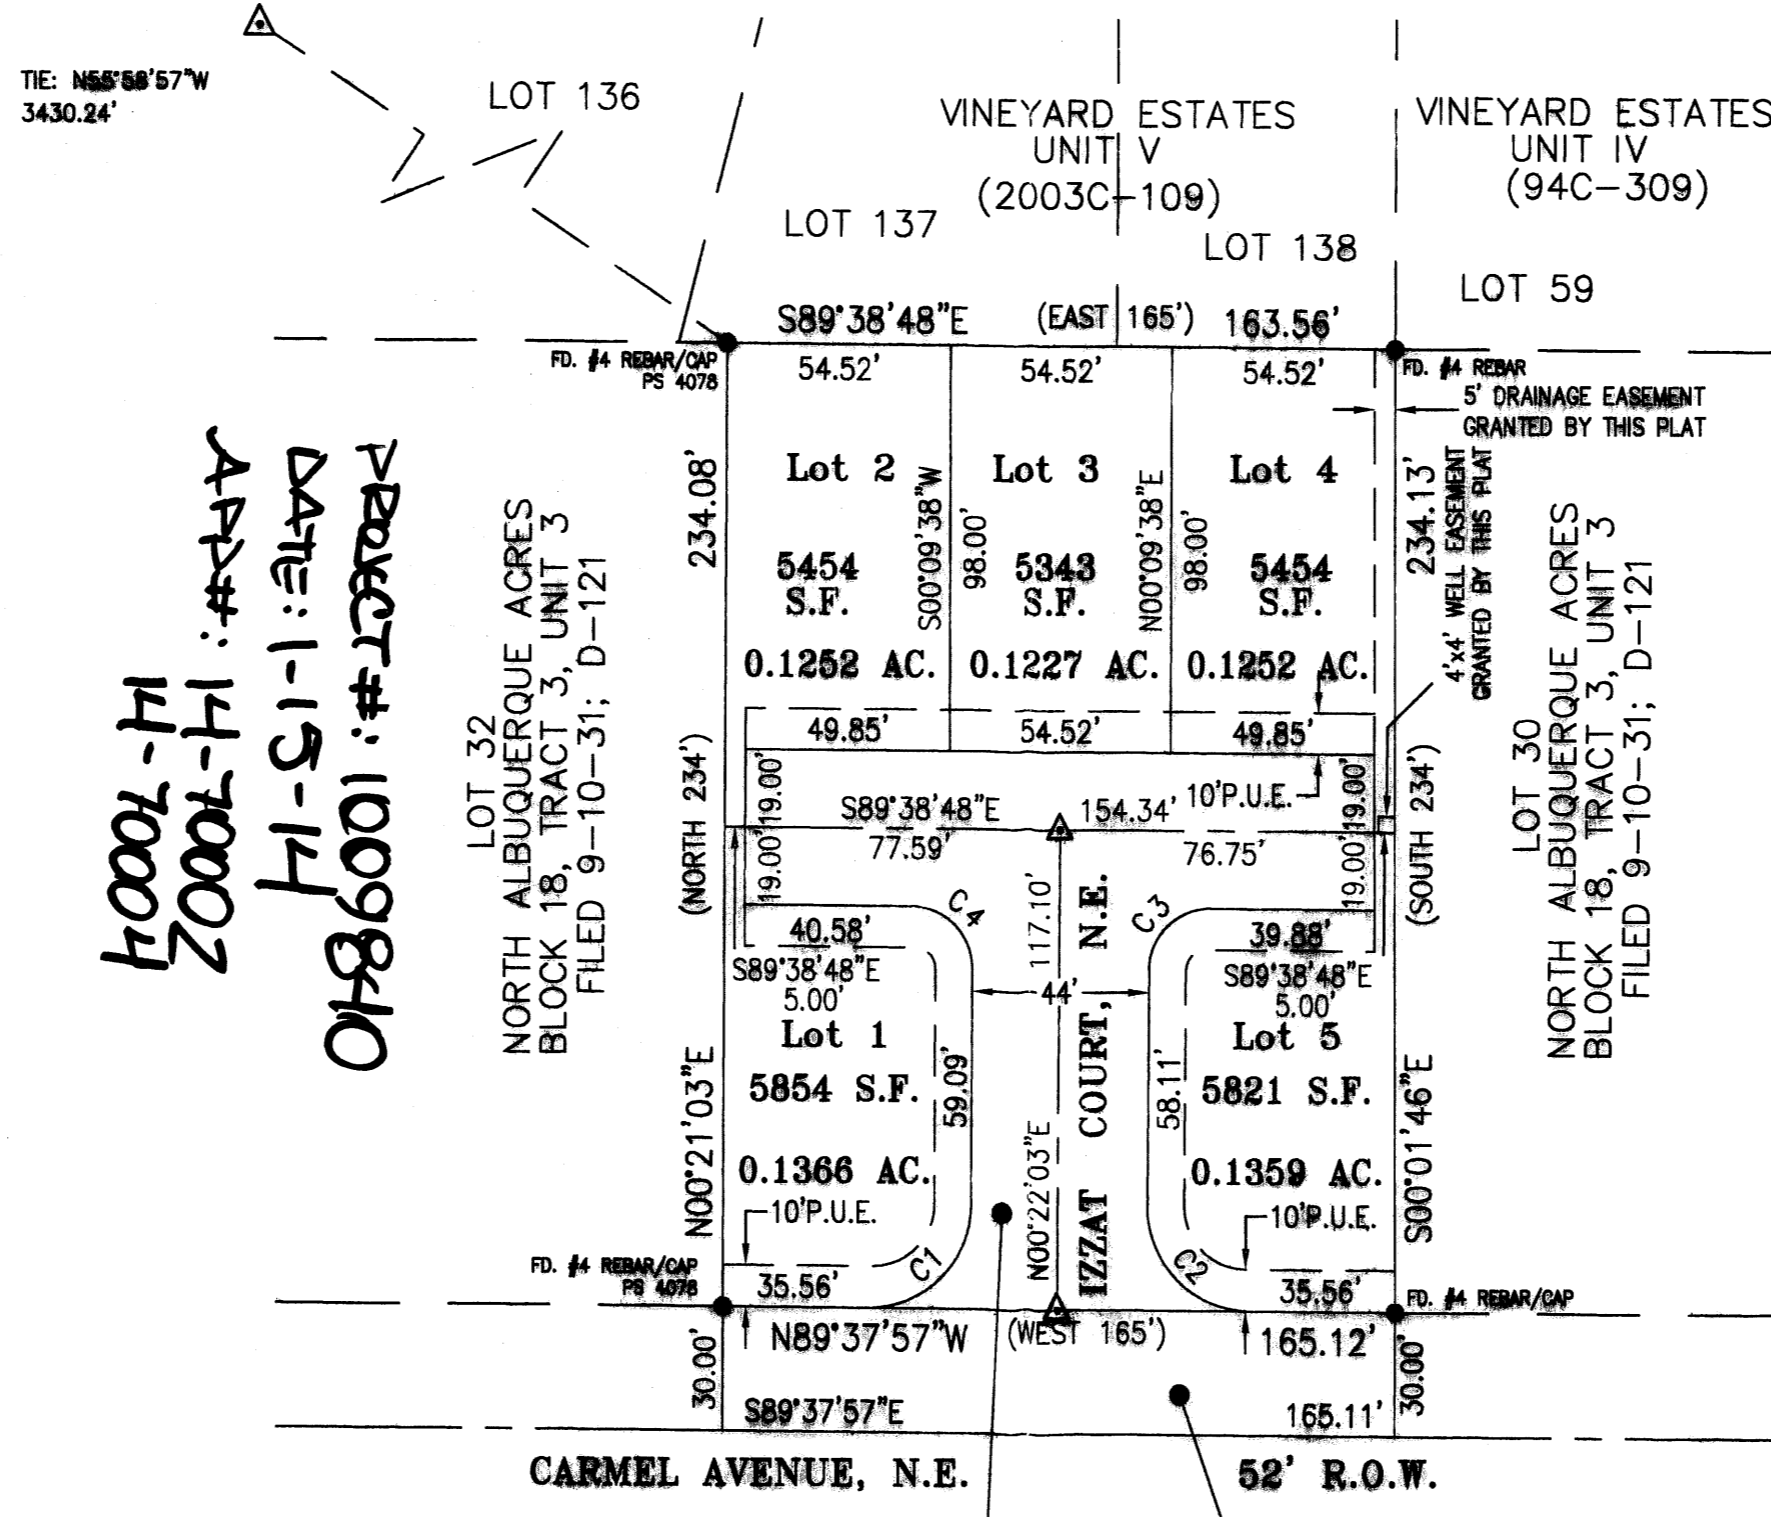 TIE: N55°58'57"W
3430.24'
LOT 136
VINEYARD ESTATES
UNIT V
(2003C-109)
VINEYARD ESTATES
UNIT IV
(94C-309)
LOT 137
LOT 138
LOT 59
S89°38'48"E
(EAST 165')
163.56'
FD. #4 REBAR/CAP
PS 4078
54.52'
54.52'
54.52'
FD. #4 REBAR
5' DRAINAGE EASEMENT
GRANTED BY THIS PLAT
234.08'
Lot 2
S00°09'38"W
98.00'
Lot 3
N00°09'38"E
98.00'
Lot 4
234.13'
4'x4' WELL EASEMENT
GRANTED BY THIS PLAT
5454
S.F.
5343
S.F.
5454
S.F.
0.1252 AC.
0.1227 AC.
0.1252 AC.
PROJECT #: 1009840
DATE: 1-15-14
APP#: 14-70002
14-70004
LOT 32
NORTH ALBUQUERQUE ACRES
BLOCK 18, TRACT 3, UNIT 3
FILED 9-10-31; D-121
LOT 30
NORTH ALBUQUERQUE ACRES
BLOCK 18, TRACT 3, UNIT 3
FILED 9-10-31; D-121
49.85'
54.52'
49.85'
(NORTH 234')
19.00'
S89°38'48"E
154.34'
10'P.U.E.
19.00'
(SOUTH 234')
19.00'
77.59'
76.75'
19.00'
C4
C3
40.58'
117.10'
39.88'
S89°38'48"E
5.00'
44'
S89°38'48"E
5.00'
Lot 1
Lot 5
5854 S.F.
59.09'
58.11'
5821 S.F.
N00°21'03"E
0.1366 AC.
N00°22'03"E
IZZAT COURT, N.E.
0.1359 AC.
S00°01'46"E
10'P.U.E.
10'P.U.E.
C1
C2
FD. #4 REBAR/CAP
PS 4078
35.56'
35.56'
FD. #4 REBAR/CAP
N89°37'57"W
(WEST 165')
165.12'
30.00'
30.00'
S89°37'57"E
165.11'
CARMEL AVENUE, N.E.
52' R.O.W.